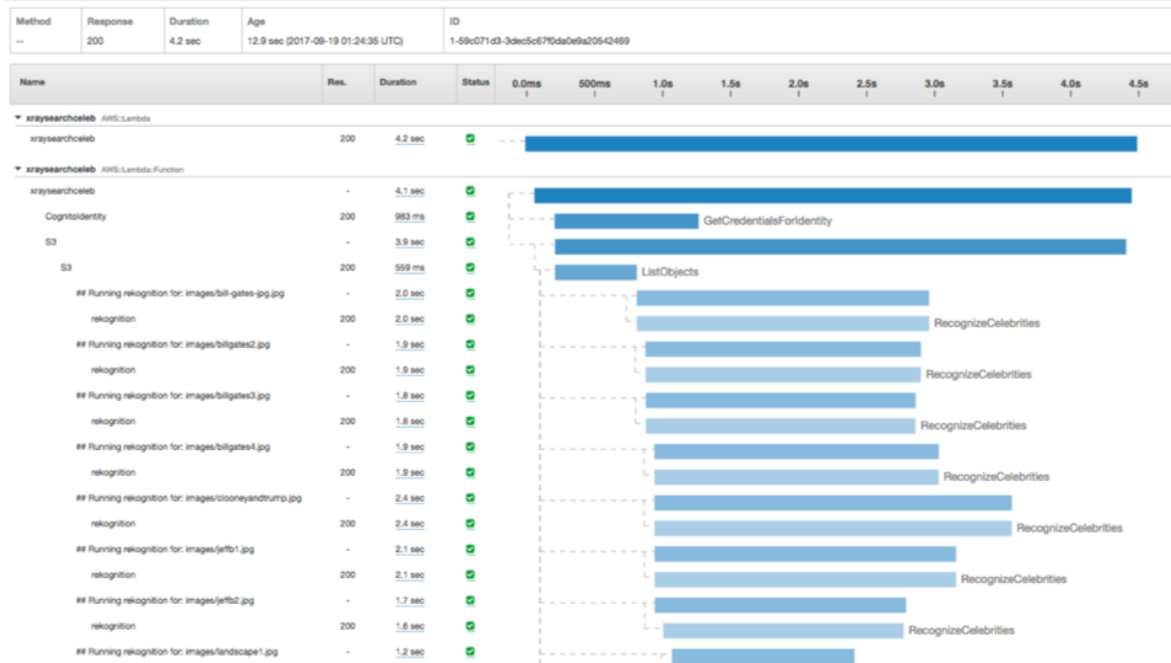 Method Response Duration Age ID
-- 200 4.2 sec 12.9 sec (2017-09-19 01:24:35 UTC) 1-59c071d3-3dec5c67f0da0e9a20542469
Name Res. Duration Status 0.0ms 500ms 1.0s 1.5s 2.0s 2.5s 3.0s 3.5s 4.0s 4.5s
xraysearchceleb AWS::Lambda
xraysearchceleb 200 4.2 sec
xraysearchceleb AWS::Lambda::Function
xraysearchceleb - 4.1 sec
CognitoIdentity 200 983 ms GetCredentialsForIdentity
S3 - 3.9 sec
S3 200 559 ms ListObjects
## Running rekognition for: images/bill-gates-jpg.jpg - 2.0 sec
rekognition 200 2.0 sec RecognizeCelebrities
## Running rekognition for: images/billgates2.jpg - 1.9 sec
rekognition 200 1.9 sec RecognizeCelebrities
## Running rekognition for: images/billgates3.jpg - 1.8 sec
rekognition 200 1.8 sec RecognizeCelebrities
## Running rekognition for: images/billgates4.jpg - 1.9 sec
rekognition 200 1.9 sec RecognizeCelebrities
## Running rekognition for: images/clooneyandtrump.jpg - 2.4 sec
rekognition 200 2.4 sec RecognizeCelebrities
## Running rekognition for: images/jeffb1.jpg - 2.1 sec
rekognition 200 2.1 sec RecognizeCelebrities
## Running rekognition for: images/jeffb2.jpg - 1.7 sec
rekognition 200 1.6 sec RecognizeCelebrities
## Running rekognition for: images/landscape1.jpg - 1.2 sec